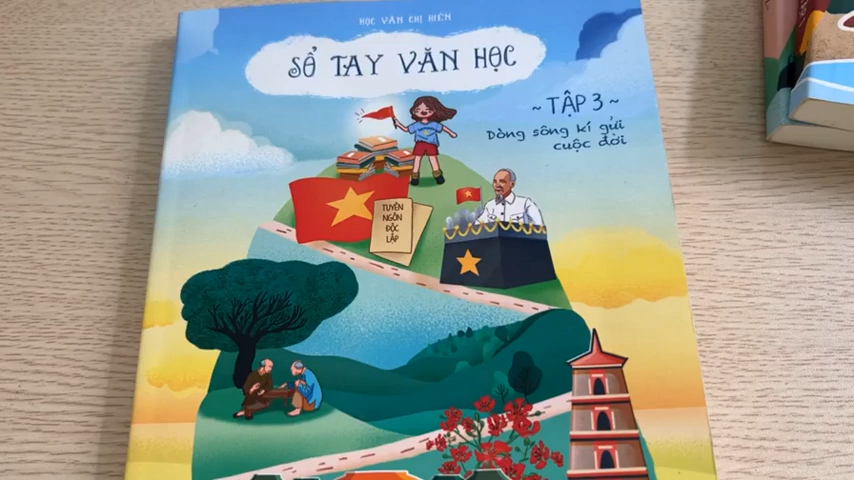 HỌC VĂN CHỊ HIÊN
SỔ TAY VĂN HỌC
~ TẬP 3 ~
Dòng sông kí gửi
cuộc đời
TUYÊN
NGÔN
ĐỘC
LẬP